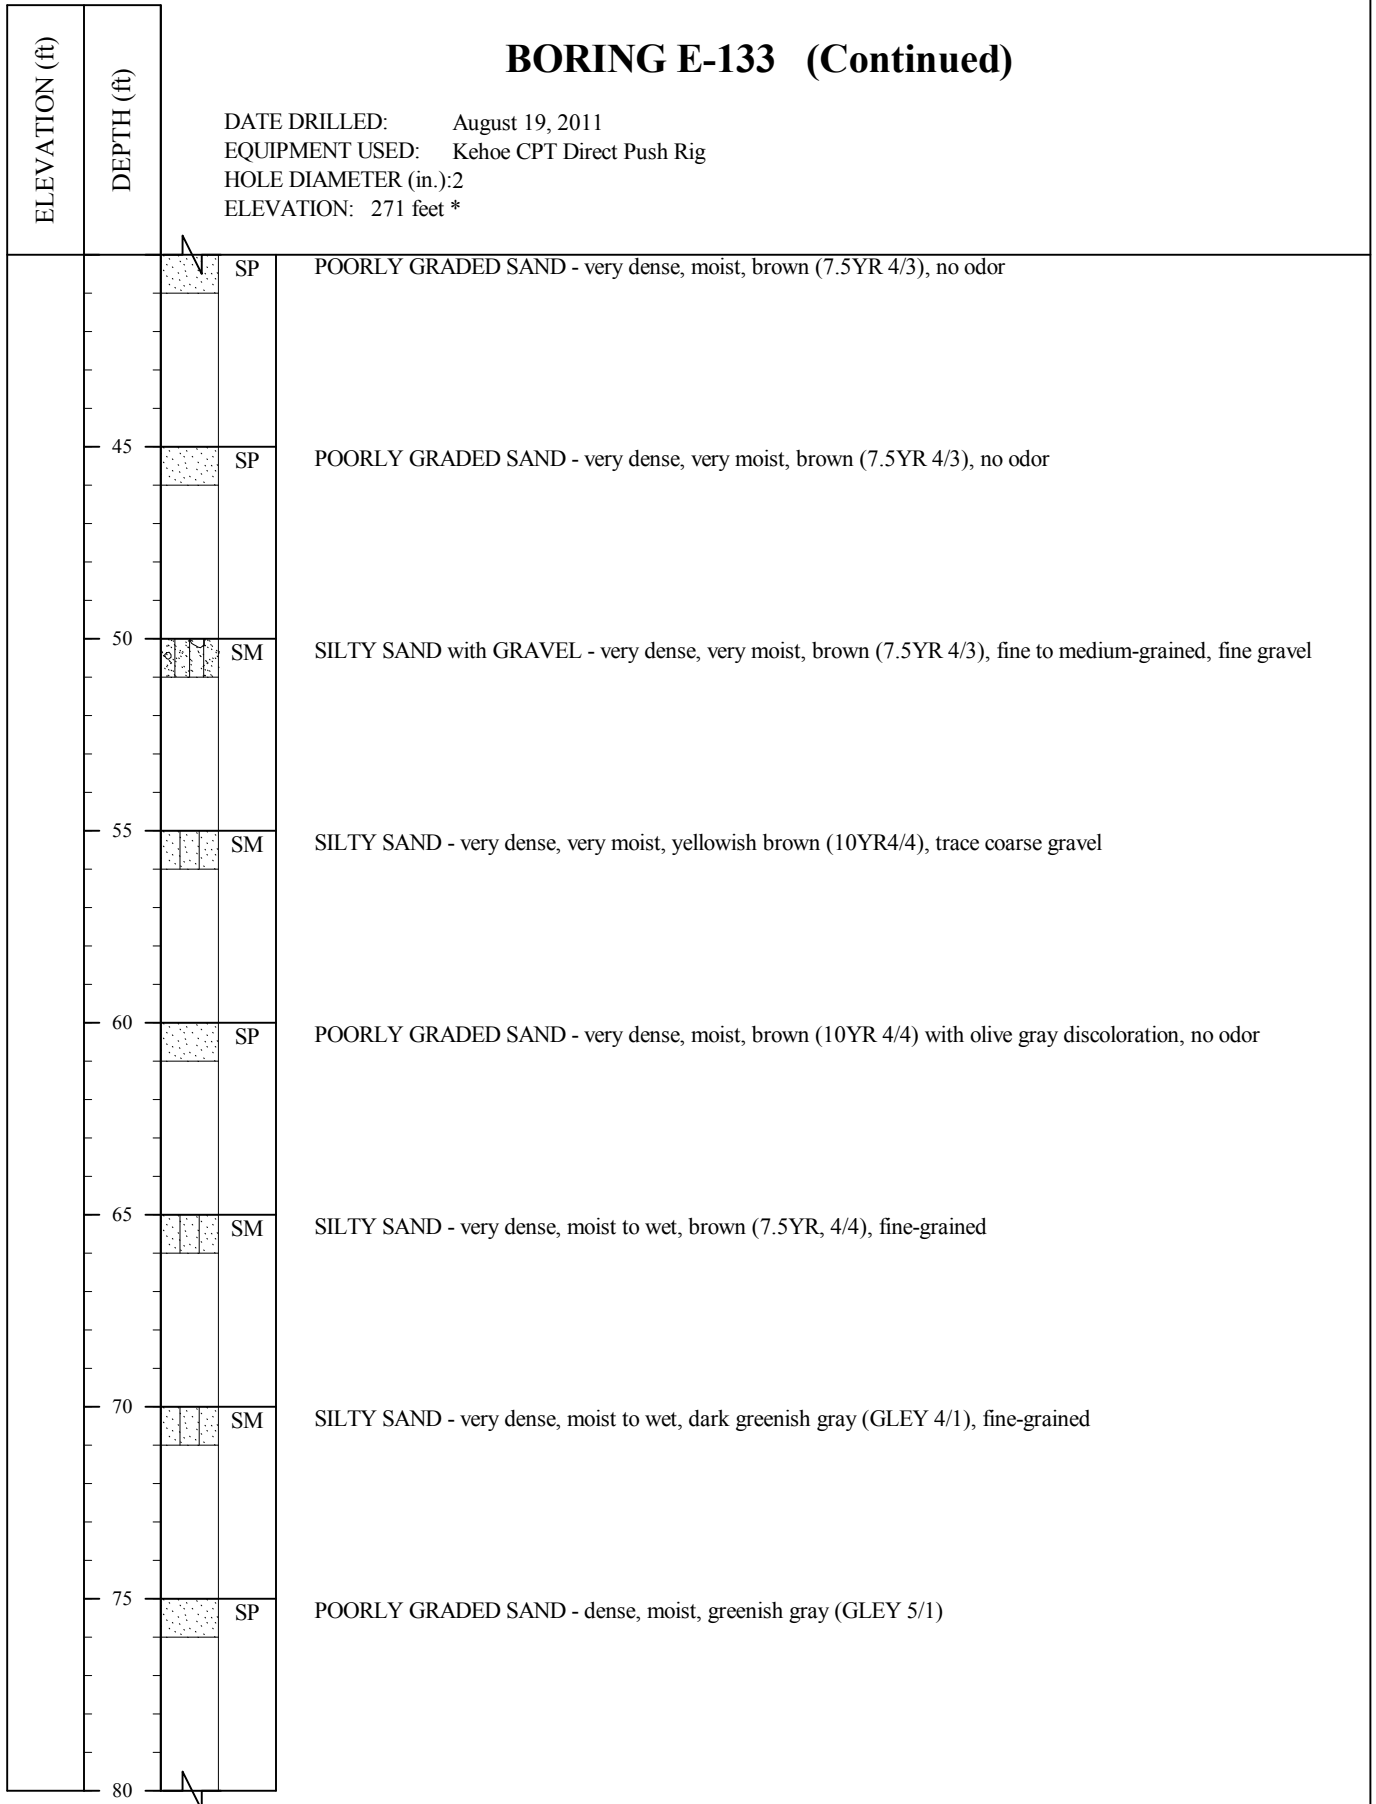 ELEVATION (ft)
DEPTH (ft)
BORING E-133 (Continued)
DATE DRILLED: August 19, 2011
EQUIPMENT USED: Kehoe CPT Direct Push Rig
HOLE DIAMETER (in.):2
ELEVATION: 271 feet *
SP POORLY GRADED SAND - very dense, moist, brown (7.5YR 4/3), no odor
45 SP POORLY GRADED SAND - very dense, very moist, brown (7.5YR 4/3), no odor
50 SM SILTY SAND with GRAVEL - very dense, very moist, brown (7.5YR 4/3), fine to medium-grained, fine gravel
55 SM SILTY SAND - very dense, very moist, yellowish brown (10YR4/4), trace coarse gravel
60 SP POORLY GRADED SAND - very dense, moist, brown (10YR 4/4) with olive gray discoloration, no odor
65 SM SILTY SAND - very dense, moist to wet, brown (7.5YR, 4/4), fine-grained
70 SM SILTY SAND - very dense, moist to wet, dark greenish gray (GLEY 4/1), fine-grained
75 SP POORLY GRADED SAND - dense, moist, greenish gray (GLEY 5/1)
80